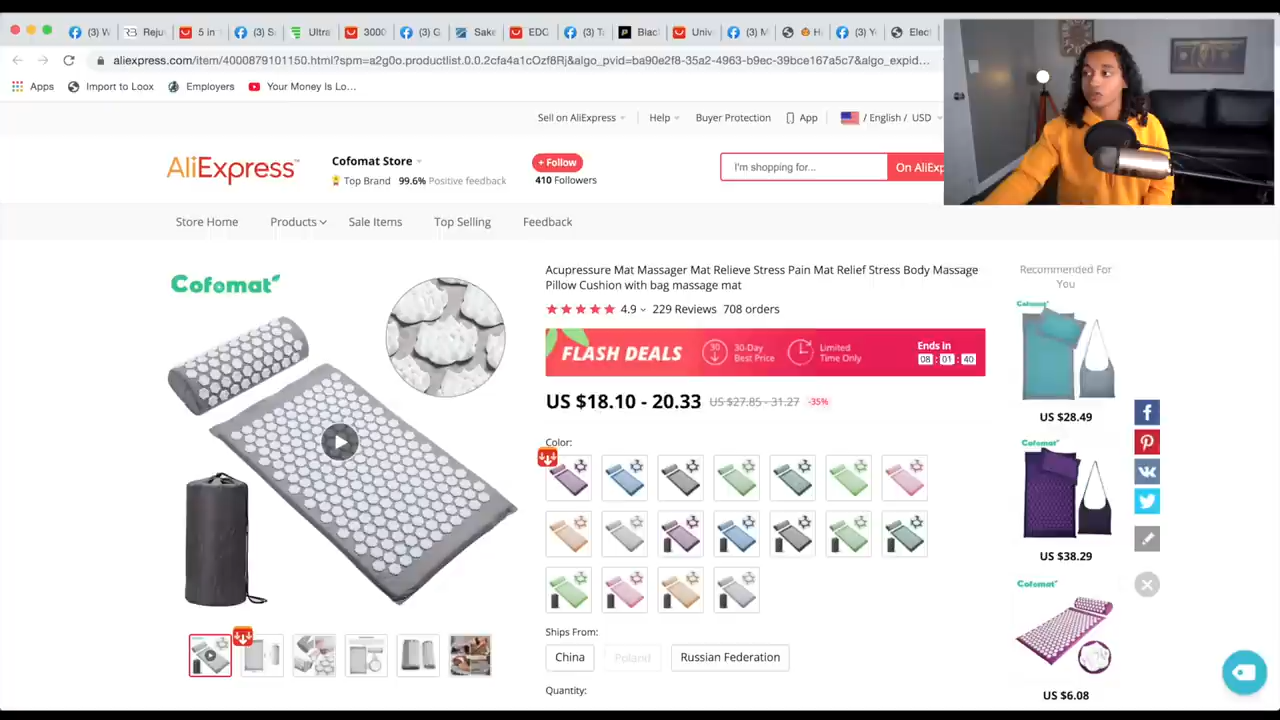 (3) W
Reju
5 in
(3) S
Ultra
3000
(3) G
Sake
EDC
(3) T
Blac
Univ
(3) M
H
(3) Y
Elect
aliexpress.com/item/4000879101150.html?spm=a2g0o.productlist.0.0.2cfa4a1cOzf8Rj&algo_pvid=ba90e2f8-35a2-4963-b9ec-39bce167a5c7&algo_expid...
Apps
Import to Loox
Employers
Your Money Is Lo...
Sell on AliExpress
Help
Buyer Protection
App
/ English / USD
AliExpress™
Cofomat Store
Top Brand 99.6% Positive feedback
+ Follow
410 Followers
I'm shopping for...
On AliExp
Store Home
Products
Sale Items
Top Selling
Feedback
Cofomat
Acupressure Mat Massager Mat Relieve Stress Pain Mat Relief Stress Body Massage
Pillow Cushion with bag massage mat
4.9
229 Reviews
708 orders
FLASH DEALS
30
30-Day
Best Price
Limited
Time Only
Ends in
08 : 01 : 40
US $18.10 - 20.33
US $27.85 - 31.27
-35%
Color:
Ships From:
China
Poland
Russian Federation
Quantity:
Recommended For
You
Cofomat
US $28.49
Cofomat
US $38.29
Cofomat
US $6.08